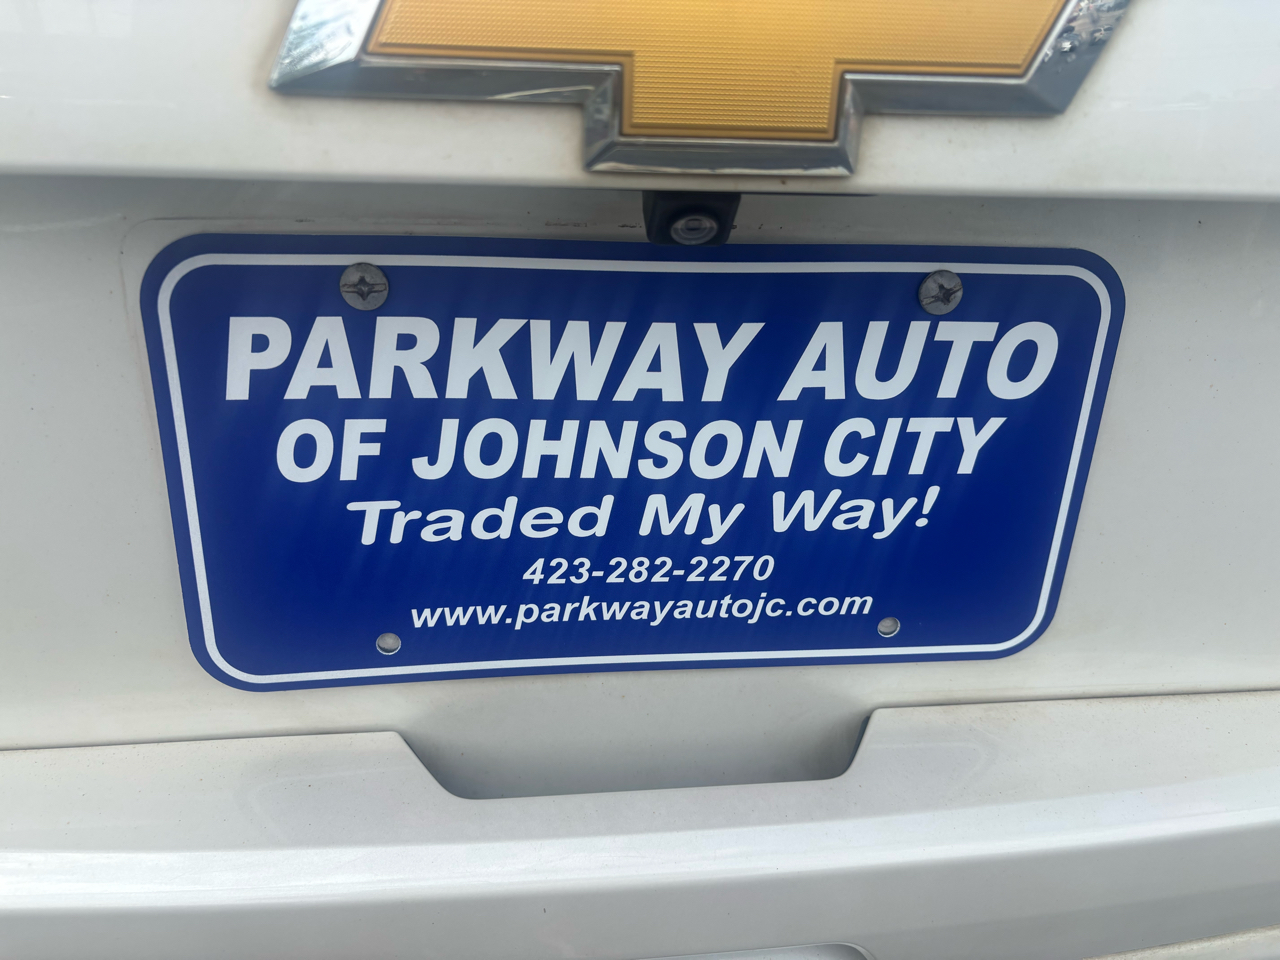 PARKWAY AUTO
OF JOHNSON CITY
Traded My Way!
423-282-2270
www.parkwayautojc.com